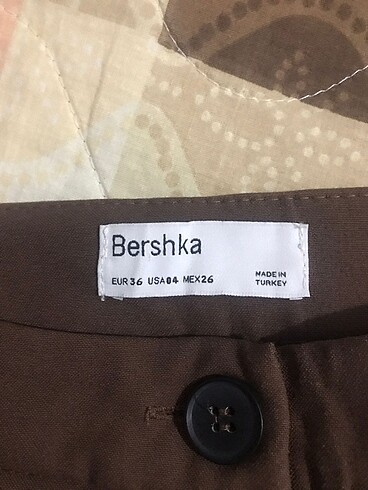 Bershka
EUR 36 USA 04 MEX 26
MADE IN
TURKEY